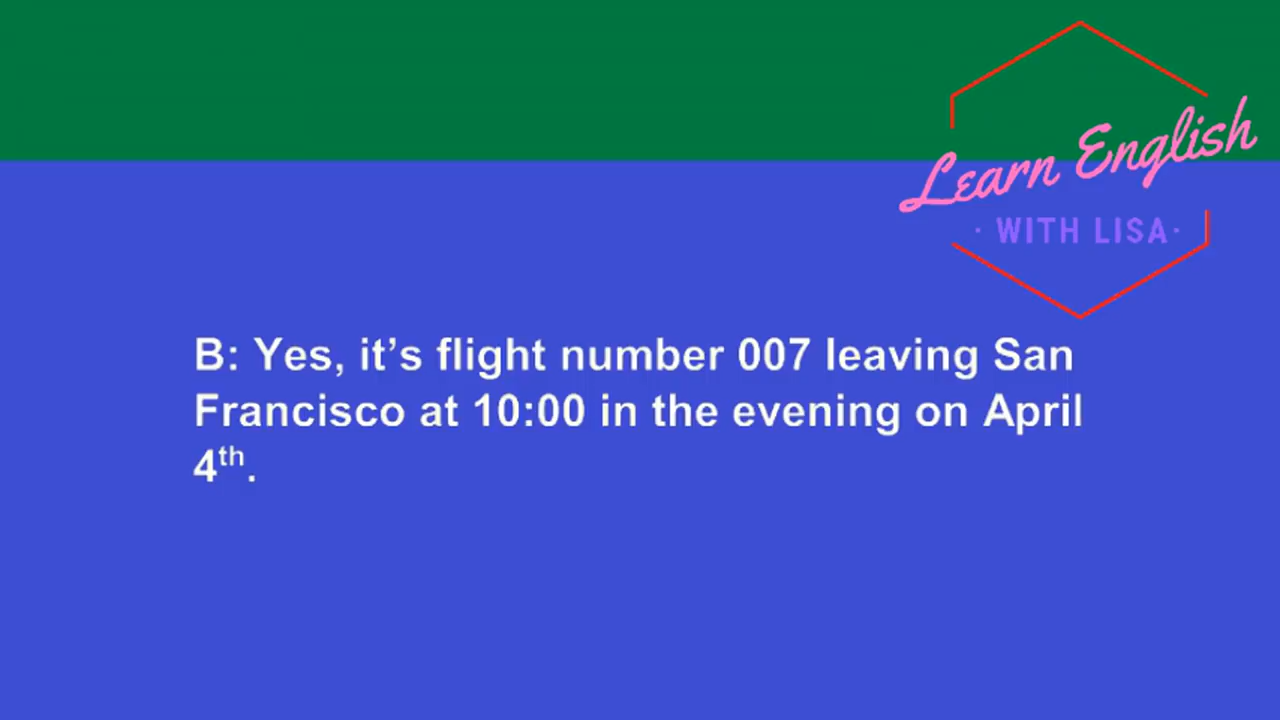 Learn English
· WITH LISA·
B: Yes, it’s flight number 007 leaving San
Francisco at 10:00 in the evening on April
4th.